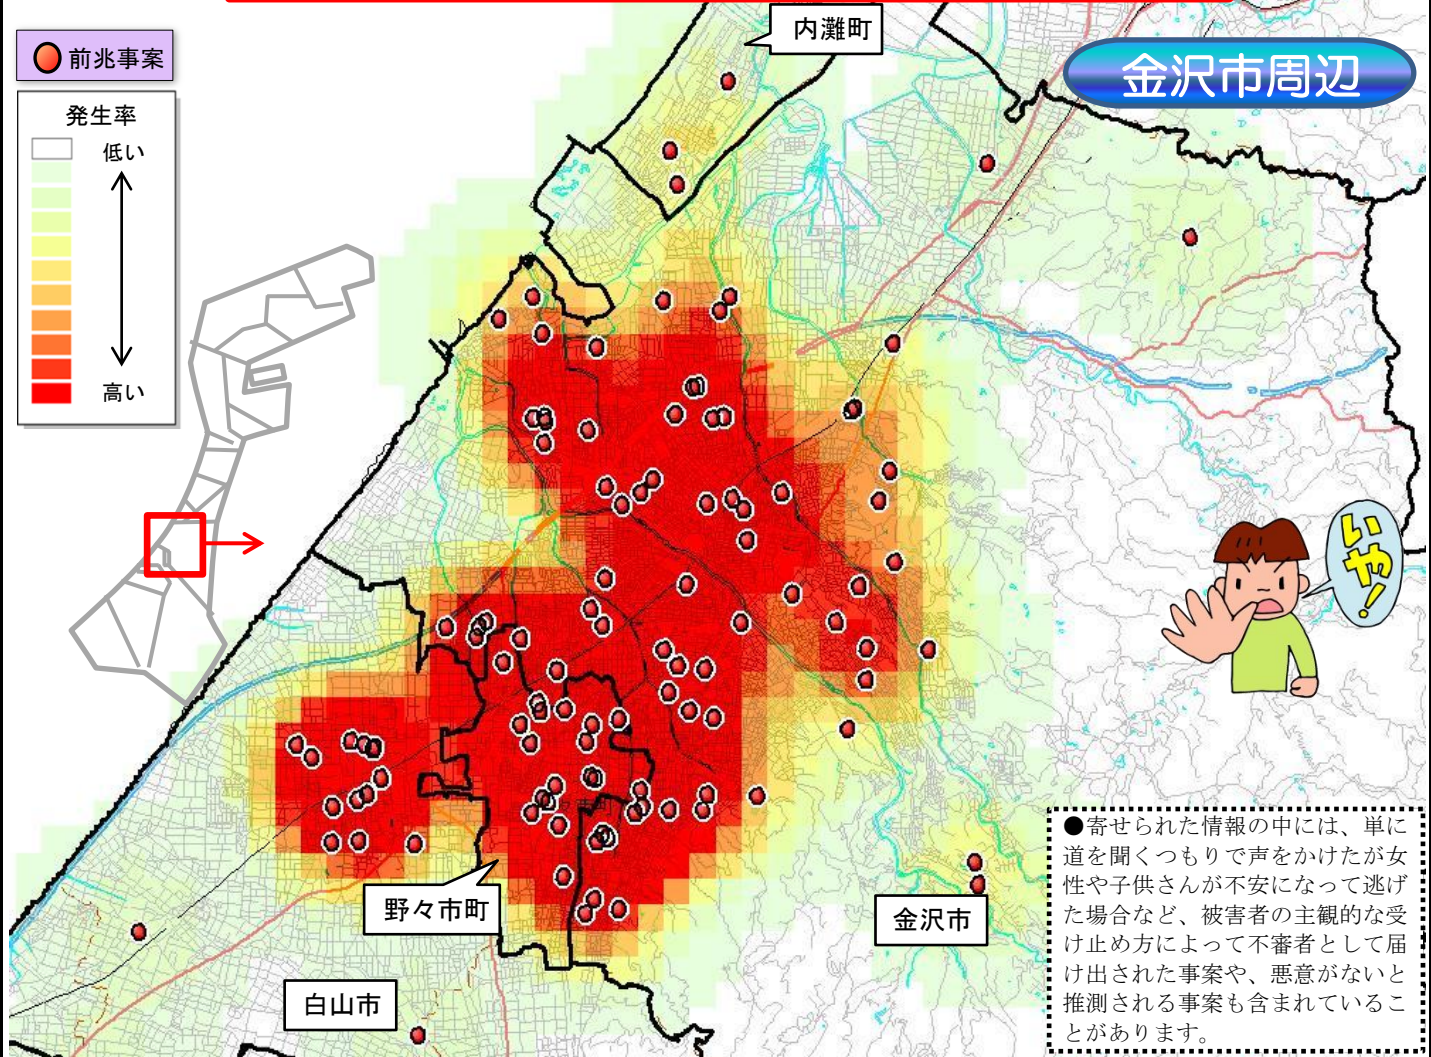 内灘町
金沢市周辺
前兆事案
発生率
低い
高い
いや!
野々市町
金沢市
白山市
●寄せられた情報の中には、単に
道を聞くつもりで声をかけたが女
性や子供さんが不安になって逃げ
た場合など、被害者の主観的な受
け止め方によって不審者として届
け出された事案や、悪意がないと
推測される事案も含まれているこ
とがあります。